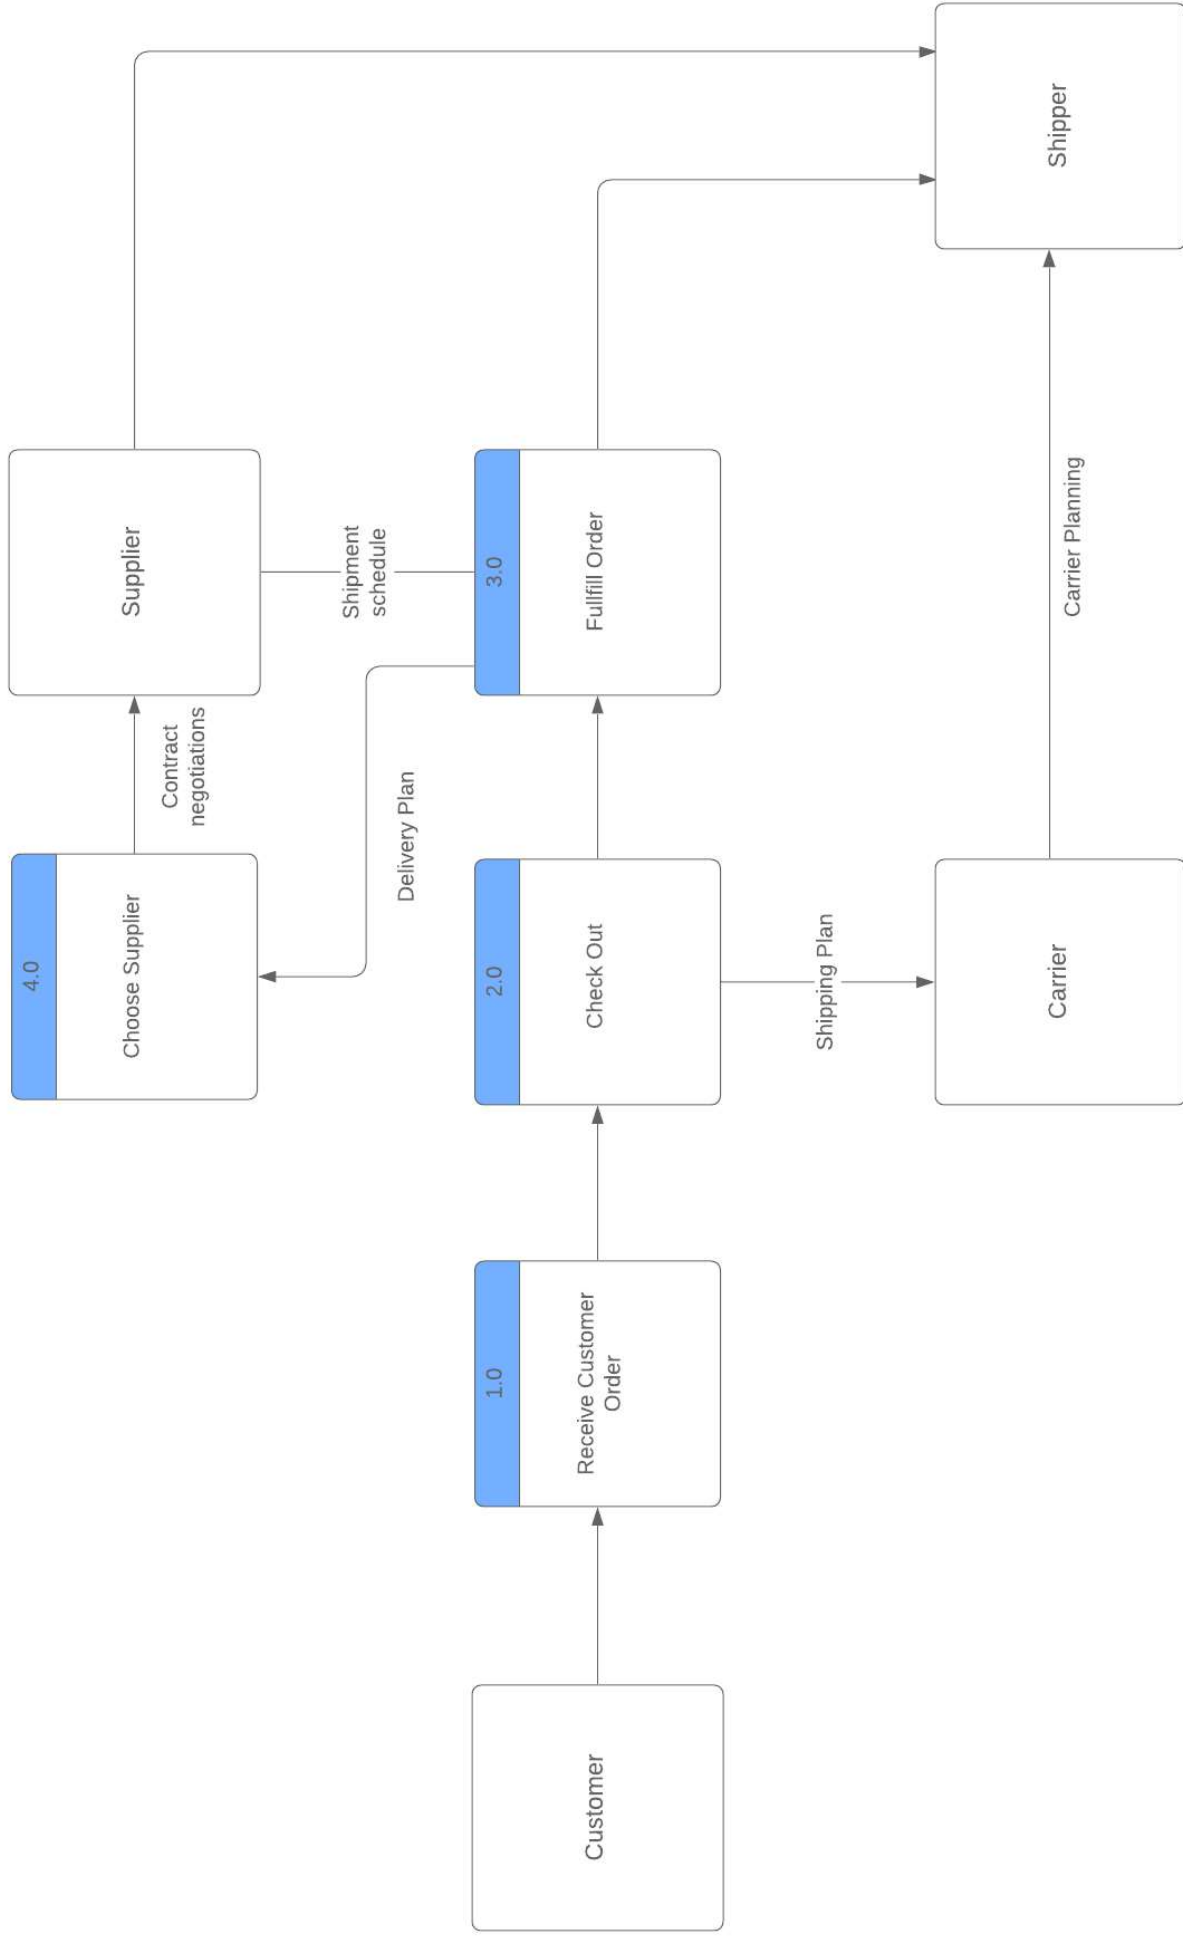 4.0
Choose Supplier
Contract
negotiations
Supplier
Delivery Plan
Shipment
schedule
Customer
1.0
Receive Customer
Order
2.0
Check Out
3.0
Fullfill Order
Shipping Plan
Carrier
Carrier Planning
Shipper